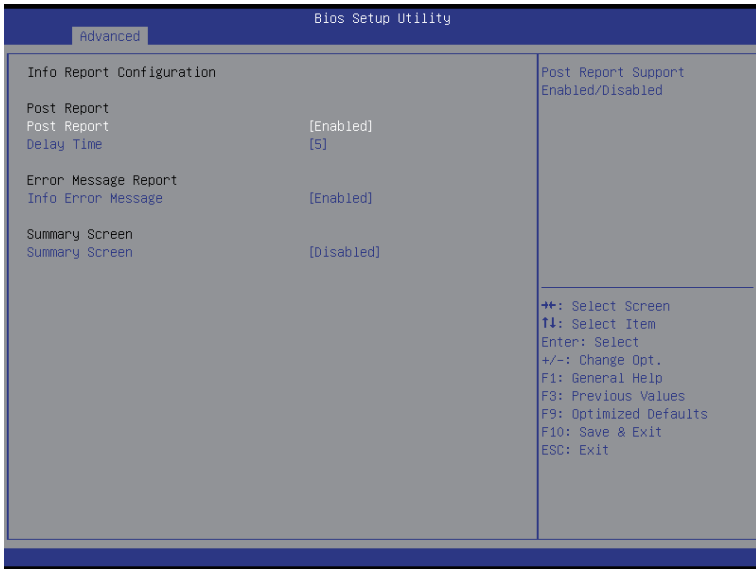 Bios Setup Utility
Advanced
Info Report Configuration
Post Report
Post Report [Enabled]
Delay Time [5]
Error Message Report
Info Error Message [Enabled]
Summary Screen
Summary Screen [Disabled]
Post Report Support
Enabled/Disabled
→←: Select Screen
↑↓: Select Item
Enter: Select
+/-: Change Opt.
F1: General Help
F3: Previous Values
F9: Optimized Defaults
F10: Save & Exit
ESC: Exit